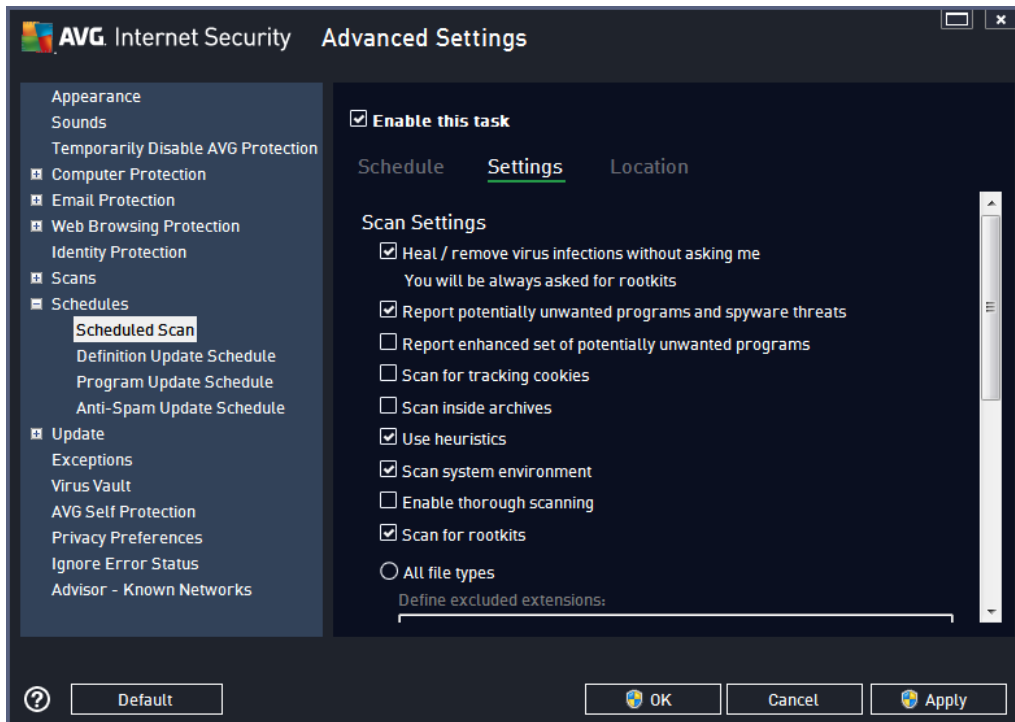 AVG. Internet Security Advanced Settings
Appearance
Sounds
Temporarily Disable AVG Protection
Computer Protection
Email Protection
Web Browsing Protection
Identity Protection
Scans
Schedules
Scheduled Scan
Definition Update Schedule
Program Update Schedule
Anti-Spam Update Schedule
Update
Exceptions
Virus Vault
AVG Self Protection
Privacy Preferences
Ignore Error Status
Advisor - Known Networks
Enable this task
Schedule Settings Location
Scan Settings
Heal / remove virus infections without asking me
You will be always asked for rootkits
Report potentially unwanted programs and spyware threats
Report enhanced set of potentially unwanted programs
Scan for tracking cookies
Scan inside archives
Use heuristics
Scan system environment
Enable thorough scanning
Scan for rootkits
All file types
Define excluded extensions:
? Default OK Cancel Apply